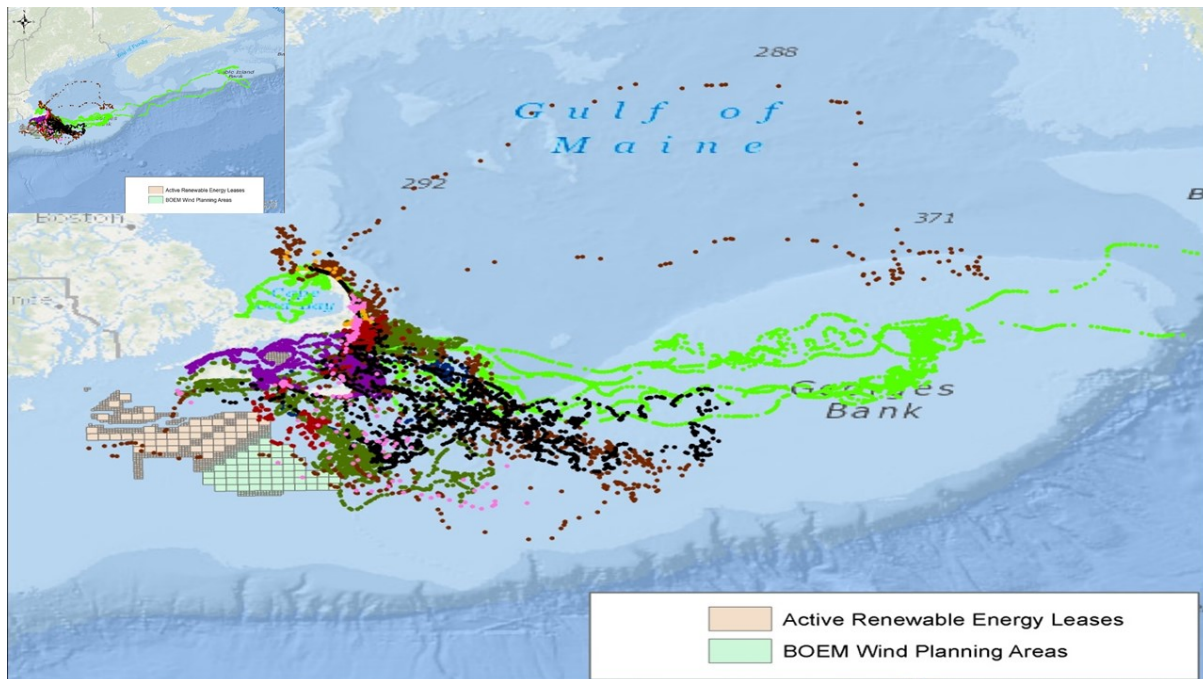 Active Renewable Energy Leases
BOEM Wind Planning Areas
288
Gulf of
Maine
292
371
B
Boston
Cape
Bank
Active Renewable Energy Leases
BOEM Wind Planning Areas